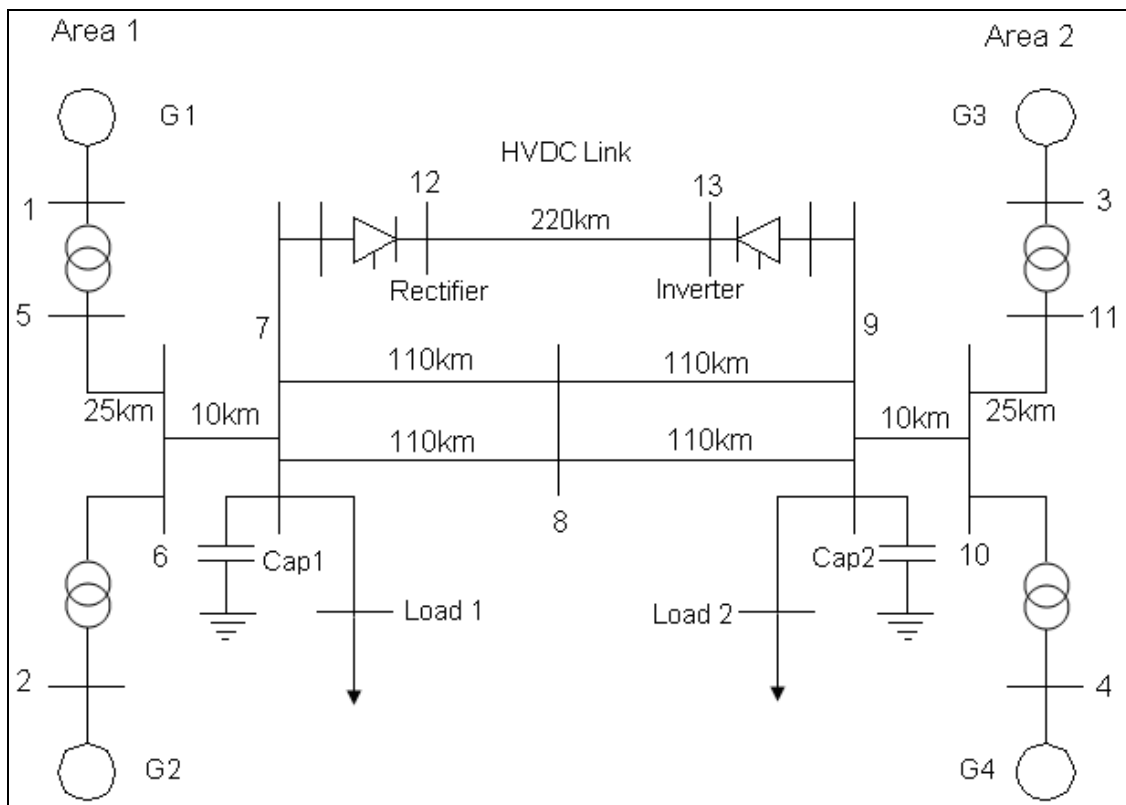 Area 1
Area 2
G1
G3
HVDC Link
12
13
1
3
220km
Rectifier
Inverter
5
7
9
11
110km
110km
25km
10km
10km
25km
110km
110km
8
6
Cap1
Cap2
10
Load 1
Load 2
2
4
G2
G4